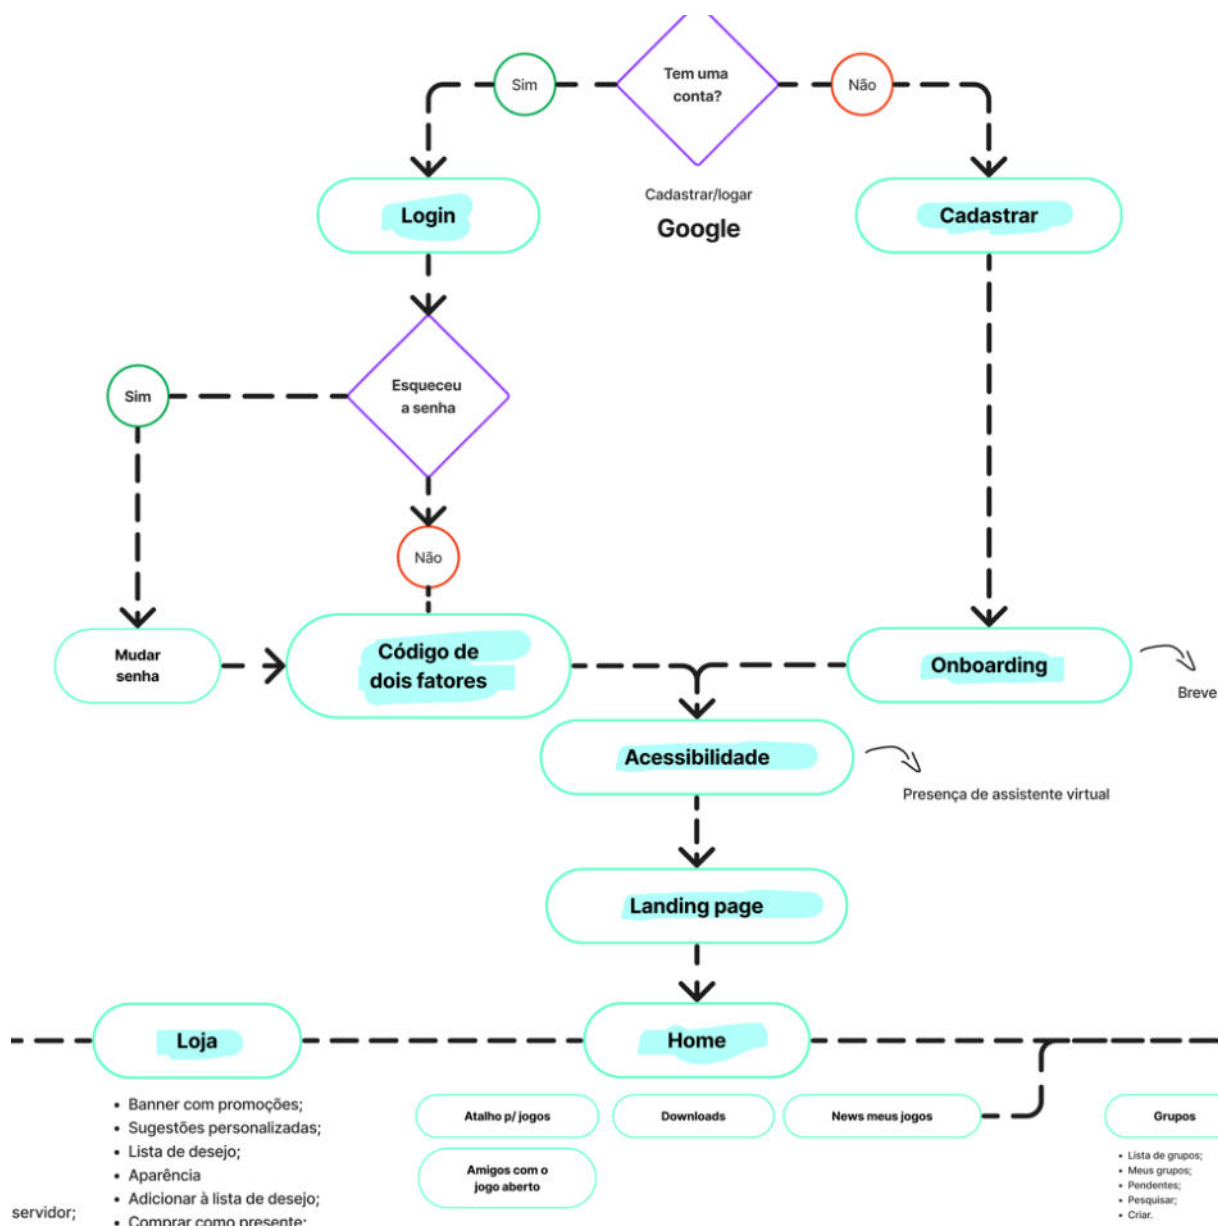 Tem uma
conta?
Sim
Não
Cadastrar/logar
Google
Login
Cadastrar
Esqueceu
a senha
Sim
Não
Mudar
senha
Código de
dois fatores
Onboarding
Breve
Acessibilidade
Presença de assistente virtual
Landing page
Loja
Home
Banner com promoções;
Sugestões personalizadas;
Lista de desejo;
Aparência
Adicionar à lista de desejo;
Comprar como presente;
servidor;
Atalho p/ jogos
Downloads
News meus jogos
Amigos com o
jogo aberto
Grupos
Lista de grupos;
Meus grupos;
Pendentes;
Pesquisar;
Criar.